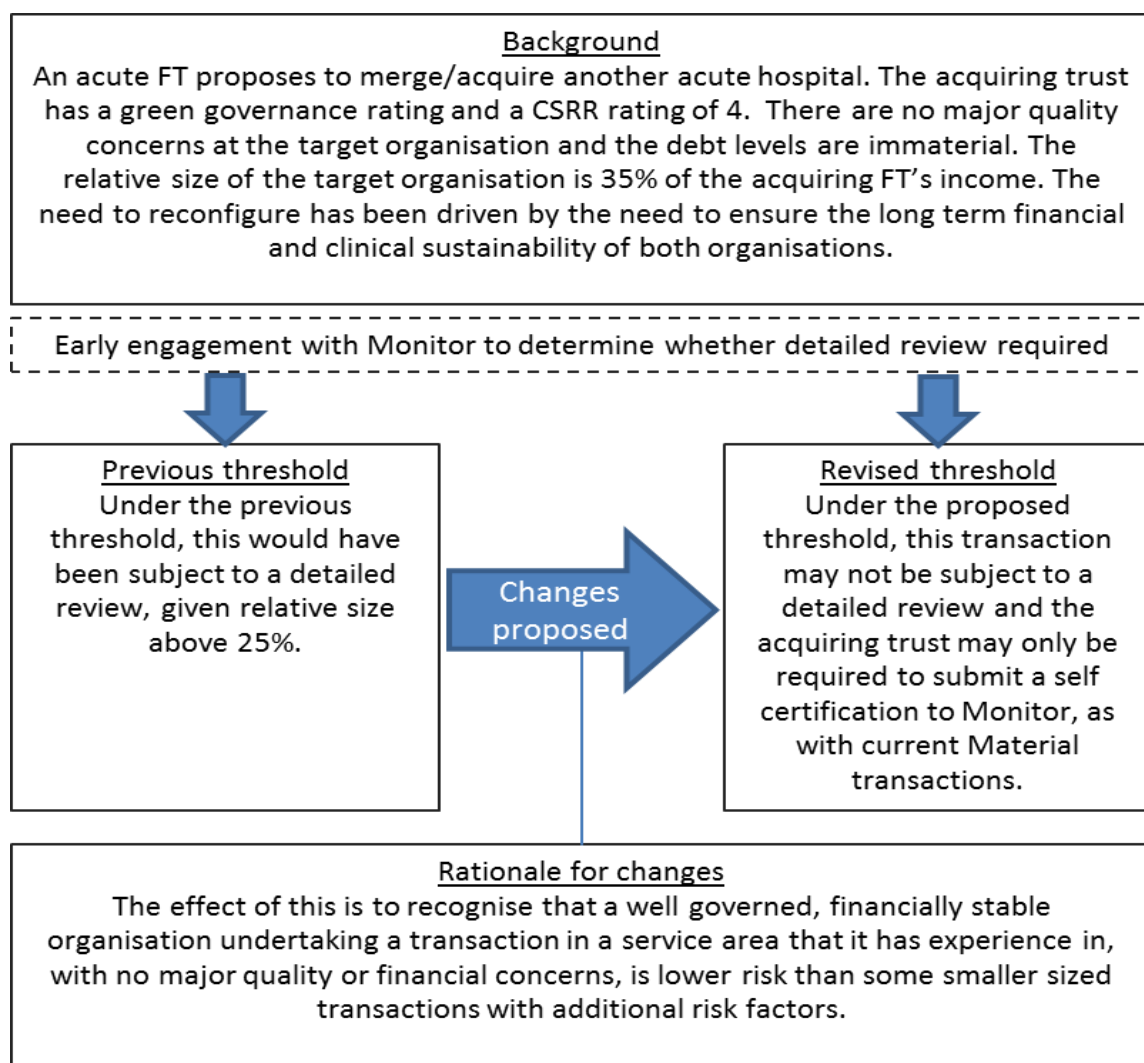 Background
An acute FT proposes to merge/acquire another acute hospital. The acquiring trust
has a green governance rating and a CSRR rating of 4.  There are no major quality
concerns at the target organisation and the debt levels are immaterial. The
relative size of the target organisation is 35% of the acquiring FT’s income. The
need to reconfigure has been driven by the need to ensure the long term financial
and clinical sustainability of both organisations.
Early engagement with Monitor to determine whether detailed review required
Previous threshold
Under the previous
threshold, this would have
been subject to a detailed
review, given relative size
above 25%.
Changes
proposed
Revised threshold
Under the proposed
threshold, this transaction
may not be subject to a
detailed review and the
acquiring trust may only be
required to submit a self
certification to Monitor, as
with current Material
transactions.
Rationale for changes
The effect of this is to recognise that a well governed, financially stable
organisation undertaking a transaction in a service area that it has experience in,
with no major quality or financial concerns, is lower risk than some smaller sized
transactions with additional risk factors.